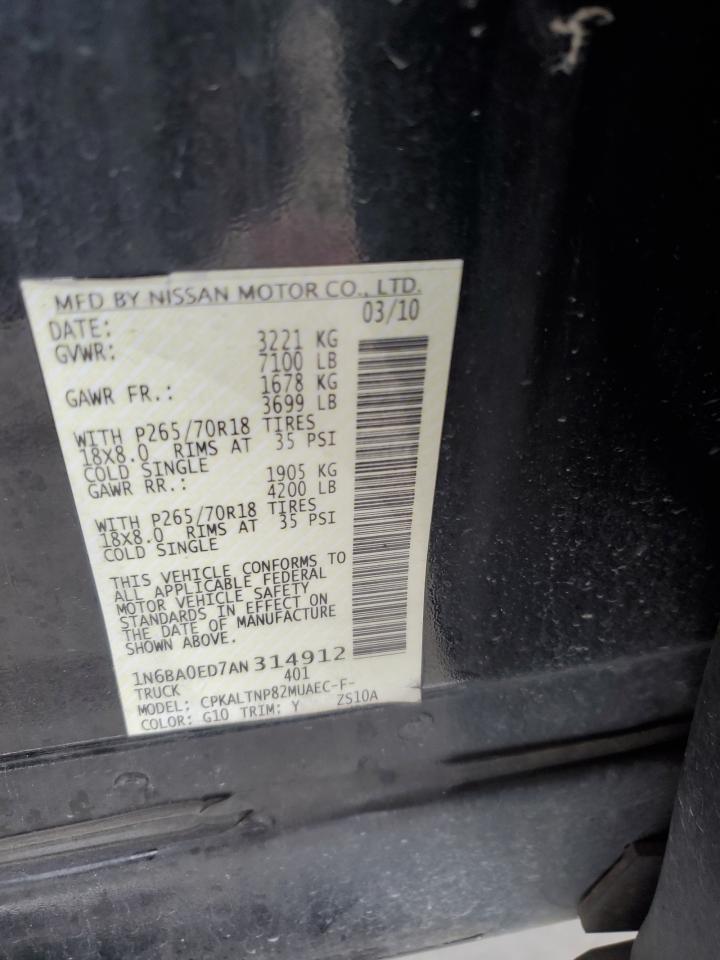 MFD BY NISSAN MOTOR CO., LTD.
DATE: 03/10
GVWR: 3221 KG
7100 LB
GAWR FR.: 1678 KG
3699 LB
WITH P265/70R18 TIRES
18X8.0 RIMS AT 35 PSI
COLD SINGLE
GAWR RR.: 1905 KG
4200 LB
WITH P265/70R18 TIRES
18X8.0 RIMS AT 35 PSI
COLD SINGLE
THIS VEHICLE CONFORMS TO
ALL APPLICABLE FEDERAL
MOTOR VEHICLE SAFETY
STANDARDS IN EFFECT ON
THE DATE OF MANUFACTURE
SHOWN ABOVE.
1N6BA0ED7AN314912
TRUCK 401
MODEL: CPKALTNP82MUAEC-F-
COLOR: G10 TRIM: Y ZS10A